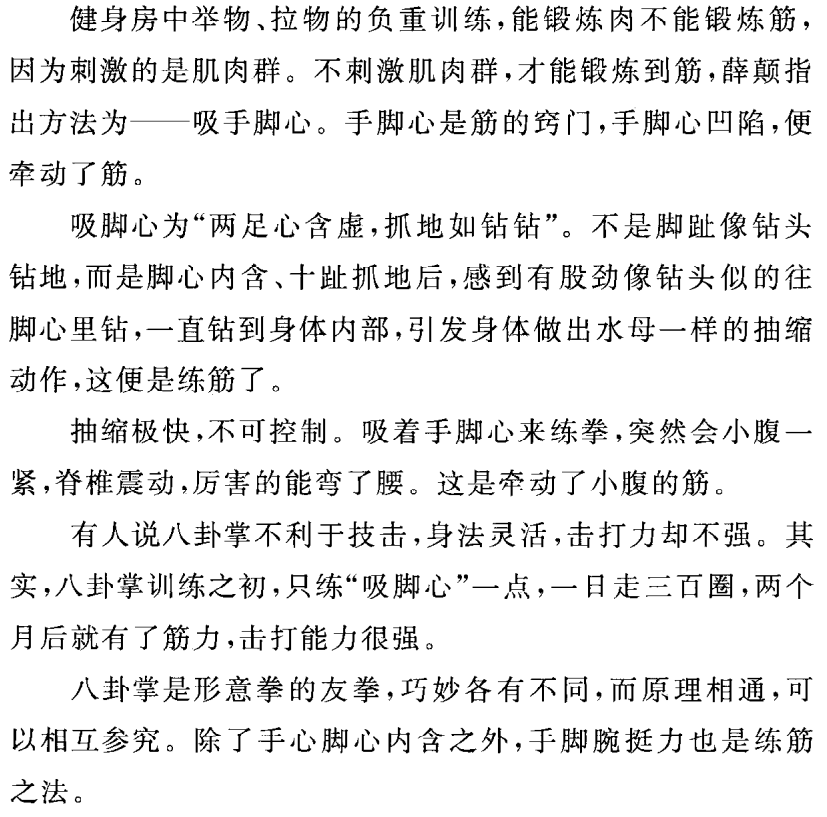 健身房中举物、拉物的负重训练,能锻炼肉不能锻炼筋,
因为刺激的是肌肉群。不刺激肌肉群,才能锻炼到筋,薛颠指
出方法为——吸手脚心。手脚心是筋的窍门,手脚心凹陷,便
牵动了筋。
吸脚心为“两足心含虚,抓地如钻钻”。不是脚趾像钻头
钻地,而是脚心内含、十趾抓地后,感到有股劲像钻头似的往
脚心里钻,一直钻到身体内部,引发身体做出水母一样的抽缩
动作,这便是练筋了。
抽缩极快,不可控制。吸着手脚心来练拳,突然会小腹一
紧,脊椎震动,厉害的能弯了腰。这是牵动了小腹的筋。
有人说八卦掌不利于技击,身法灵活,击打力却不强。其
实,八卦掌训练之初,只练“吸脚心”一点,一日走三百圈,两个
月后就有了筋力,击打能力很强。
八卦掌是形意拳的友拳,巧妙各有不同,而原理相通,可
以相互参究。除了手心脚心内含之外,手脚腕挺力也是练筋
之法。